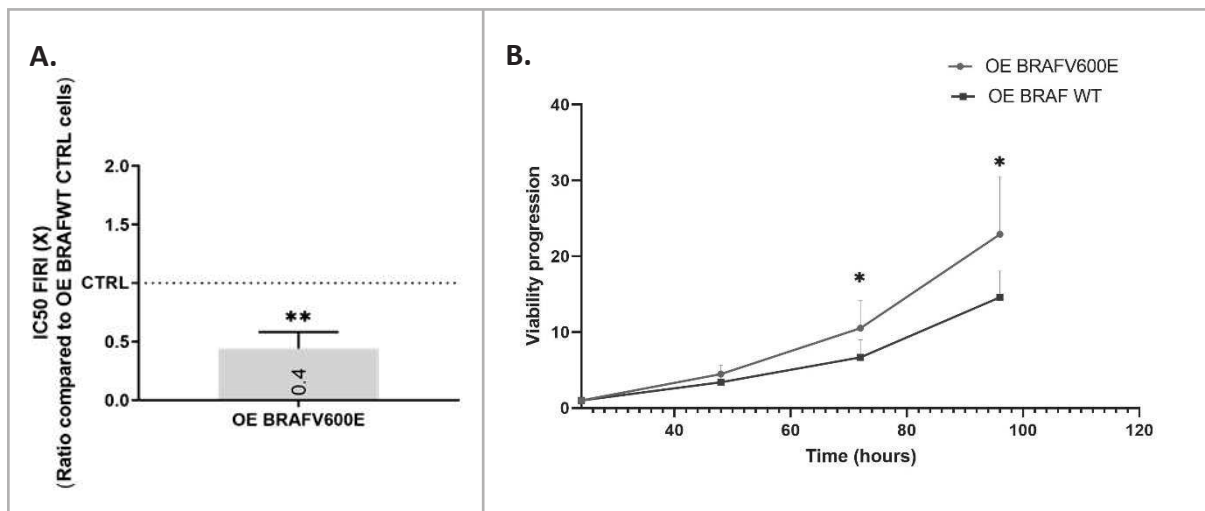 A.
IC50 FIRI (X)
(Ratio compared to OE BRAFWT CTRL cells)
2.0
1.5
CTRL
0.5
0.0
**
0.4
OE BRAFV600E
B.
OE BRAFV600E
OE BRAF WT
Viability progression
40
30
20
10
0
*
*
40
60
80
100
120
Time (hours)